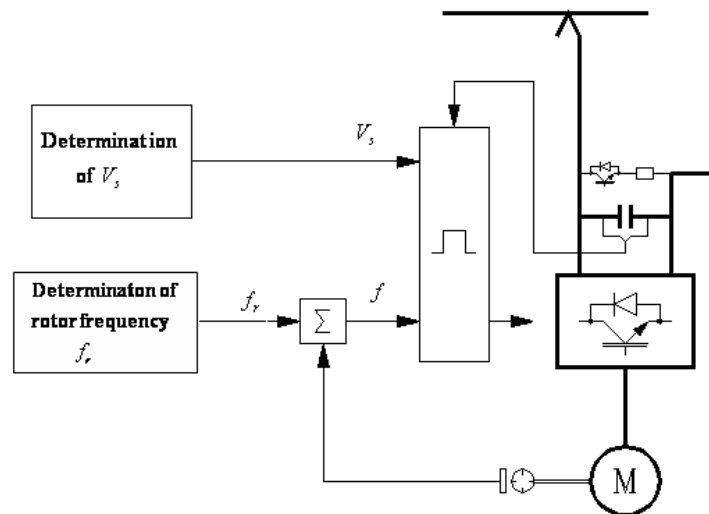 Determination
of V_s
V_s
Determinaton of
rotor frequency
f_r
f_r
Σ
f
M